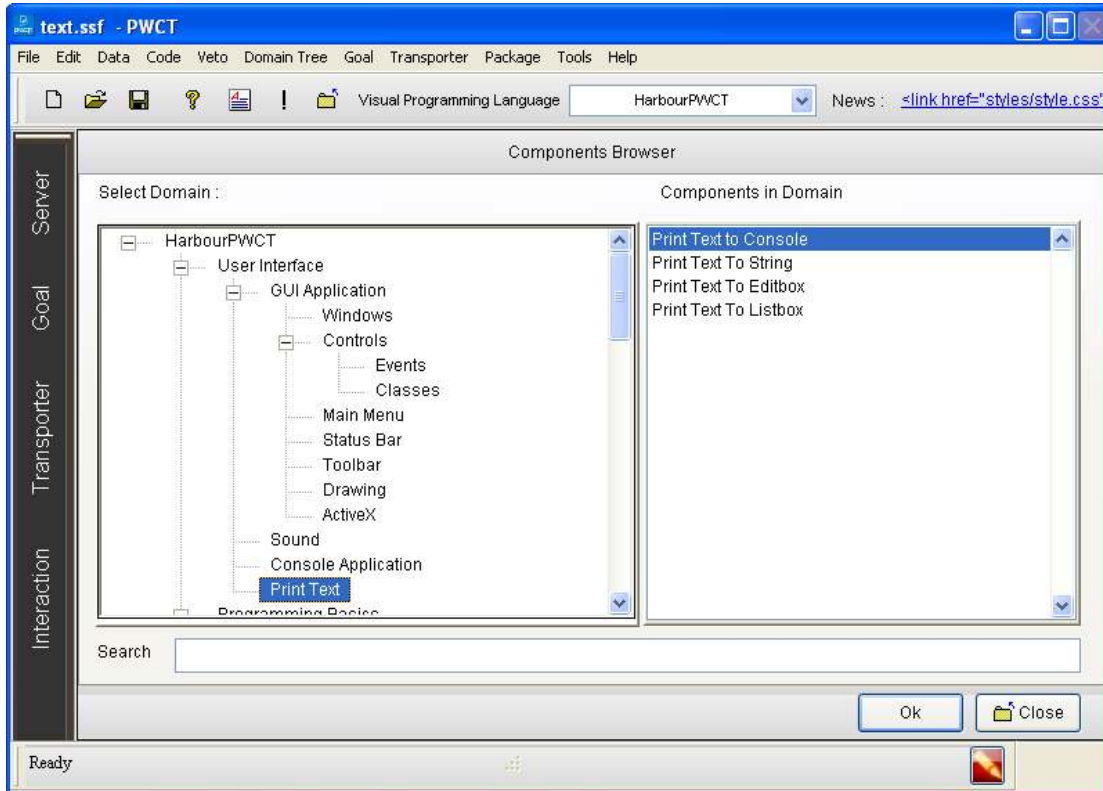 text.ssf - PWCT
File Edit Data Code Veto Domain Tree Goal Transporter Package Tools Help
Visual Programming Language HarbourPWCT News : <link href="styles/style.css"
Server
Goal
Transporter
Interaction
Components Browser
Select Domain :
HarbourPWCT
User Interface
GUI Application
Windows
Controls
Events
Classes
Main Menu
Status Bar
Toolbar
Drawing
ActiveX
Sound
Console Application
Print Text
Programming Basics
Components in Domain
Print Text to Console
Print Text To String
Print Text To Editbox
Print Text To Listbox
Search
Ok Close
Ready